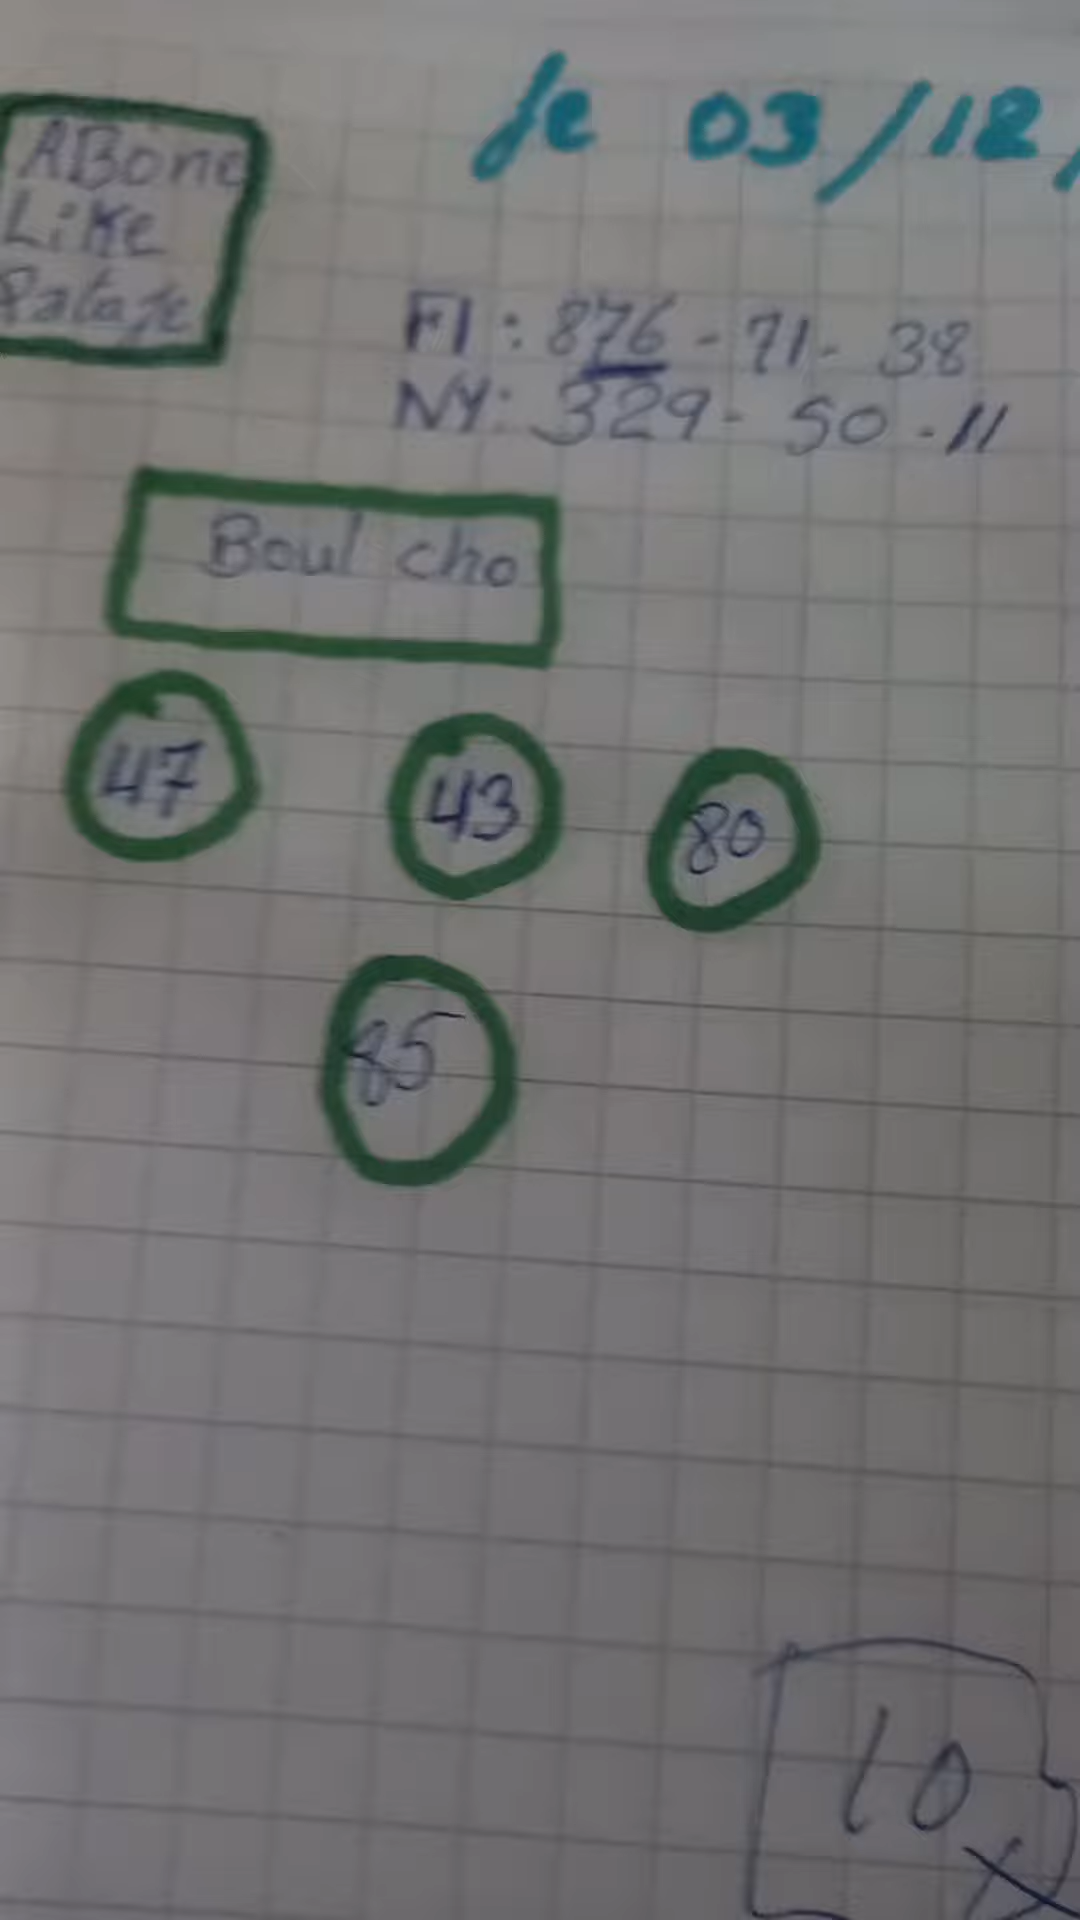 Je 03/12/
ABone
Like
Pataje
Fl : 876 - 71 - 38
NY: 329 - 50 - 11
Boul cho
47 43 80
85
10